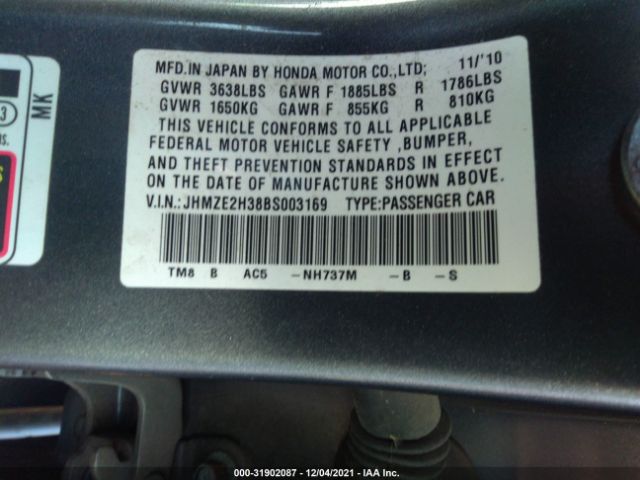 MFD.IN JAPAN BY HONDA MOTOR CO.,LTD; 11/'10
GVWR 3638LBS GAWR F 1885LBS R 1786LBS
GVWR 1650KG GAWR F 855KG R 810KG
THIS VEHICLE CONFORMS TO ALL APPLICABLE
FEDERAL MOTOR VEHICLE SAFETY ,BUMPER,
AND THEFT PREVENTION STANDARDS IN EFFECT
ON THE DATE OF MANUFACTURE SHOWN ABOVE.
V.I.N.: JHMZE2H38BS003169 TYPE:PASSENGER CAR
TM8 B AC5 -NH737M -B -S
3
MK
000-31902087 - 12/04/2021 - IAA Inc.